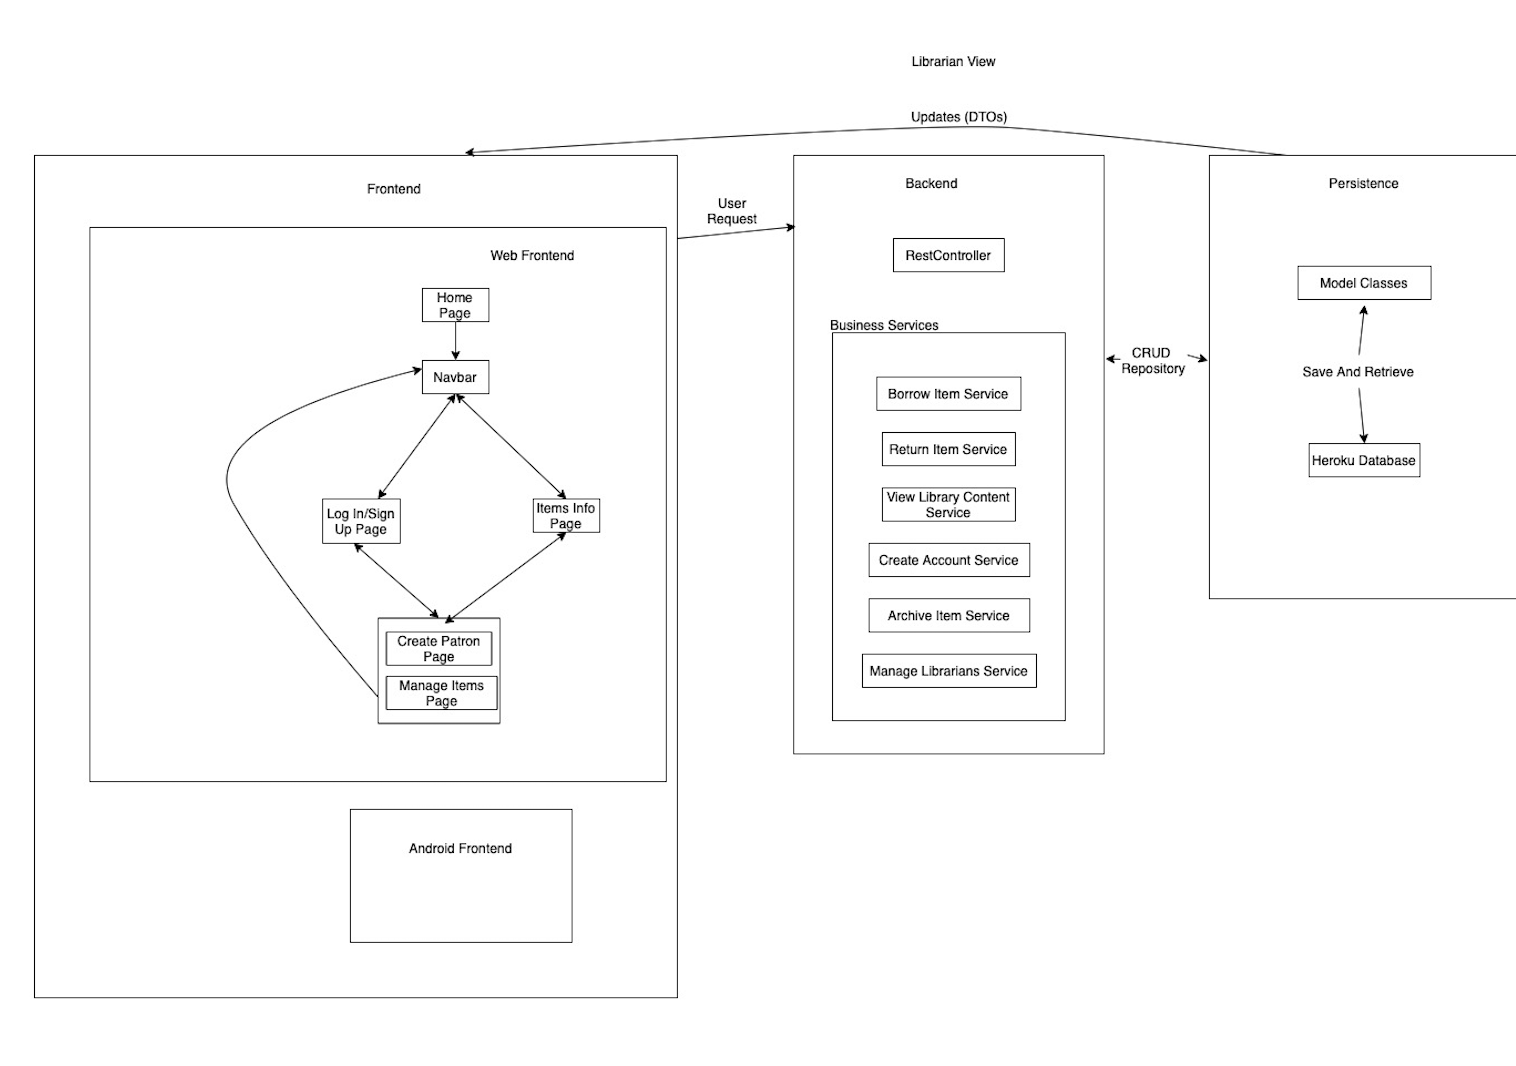 Librarian View
Updates (DTOs)
Frontend
User
Request
Backend
Persistence
Web Frontend
RestController
Home
Page
Model Classes
Business Services
Navbar
CRUD
Repository
Save And Retrieve
Borrow Item Service
Return Item Service
Heroku Database
View Library Content
Service
Log In/Sign
Up Page
Items Info
Page
Create Account Service
Archive Item Service
Create Patron
Page
Manage Librarians Service
Manage Items
Page
Android Frontend